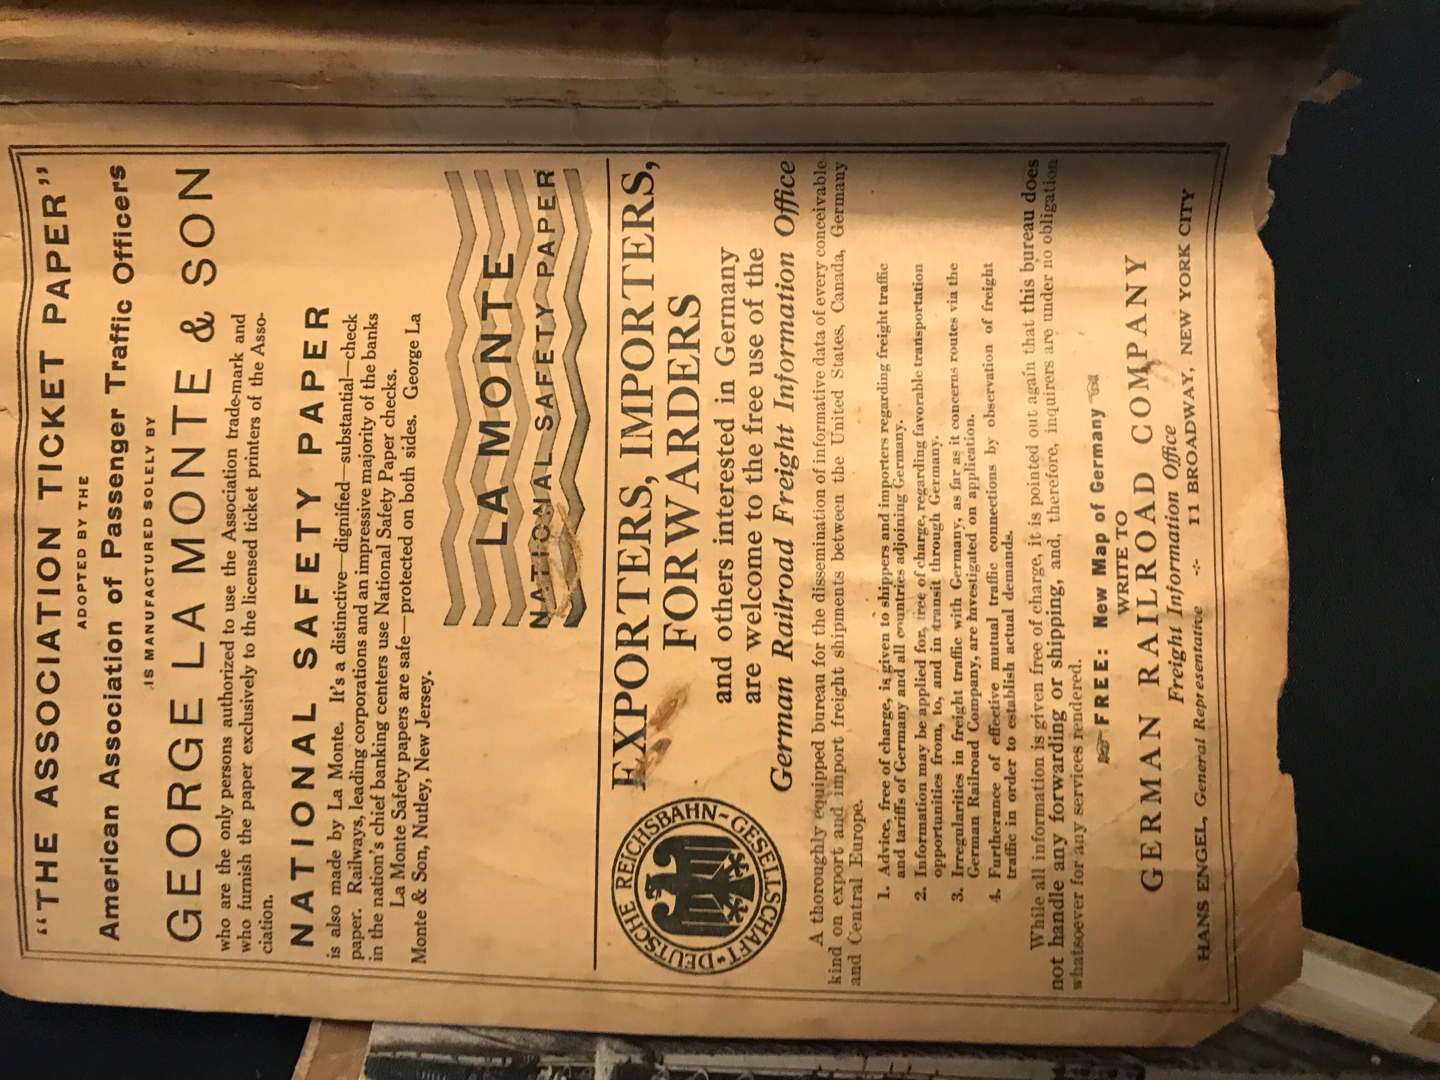 "THE ASSOCIATION TICKET PAPER"
ADOPTED BY THE
American Association of Passenger Traffic Officers
IS MANUFACTURED SOLELY BY
GEORGE LA MONTE & SON
who are the only persons authorized to use the Association trade-mark and
who furnish the paper exclusively to the licensed ticket printers of the Asso-
ciation.
NATIONAL SAFETY PAPER
is also made by La Monte. It's a distinctive—dignified—substantial—check
paper. Railways, leading corporations and an impressive majority of the banks
in the nation's chief banking centers use National Safety Paper checks.
La Monte Safety papers are safe—protected on both sides. George La
Monte & Son, Nutley, New Jersey.
LA MONTE
NATIONAL SAFETY PAPER
DEUTSCHE REICHSBAHN-GESELLSCHAFT
EXPORTERS, IMPORTERS,
FORWARDERS
and others interested in Germany
are welcome to the free use of the
German Railroad Freight Information Office
A thoroughly equipped bureau for the dissemination of informative data of every conceivable
kind on export and import freight shipments between the United States, Canada, Germany
and Central Europe.
1. Advice, free of charge, is given to shippers and importers regarding freight traffic
and tariffs of Germany and all countries adjoining Germany.
2. Information may be applied for, free of charge, regarding favorable transportation
opportunities from, to, and in transit through Germany.
3. Irregularities in freight traffic with Germany, as far as it concerns routes via the
German Railroad Company, are investigated on application.
4. Furtherance of effective mutual traffic connections by observation of freight
traffic in order to establish actual demands.
While all information is given free of charge, it is pointed out again that this bureau does
not handle any forwarding or shipping, and, therefore, inquirers are under no obligation
whatsoever for any services rendered.
☞ FREE: New Map of Germany ☜
WRITE TO
GERMAN RAILROAD COMPANY
Freight Information Office
HANS ENGEL, General Representative -:- 11 BROADWAY, NEW YORK CITY